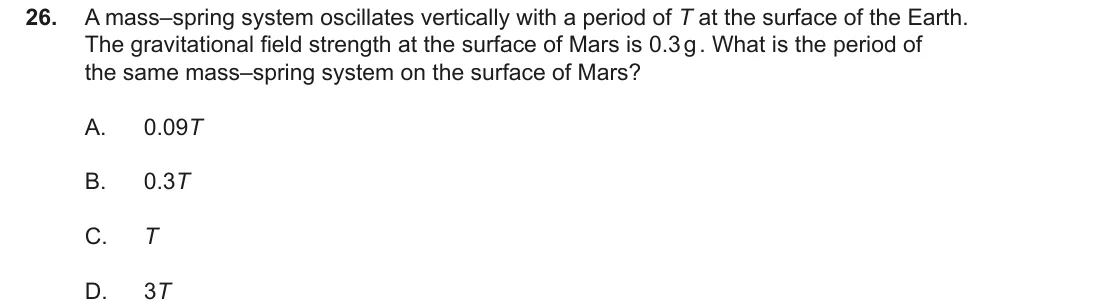 26. A mass–spring system oscillates vertically with a period of T at the surface of the Earth.
The gravitational field strength at the surface of Mars is 0.3 g. What is the period of
the same mass–spring system on the surface of Mars?
A. 0.09T
B. 0.3T
C. T
D. 3T